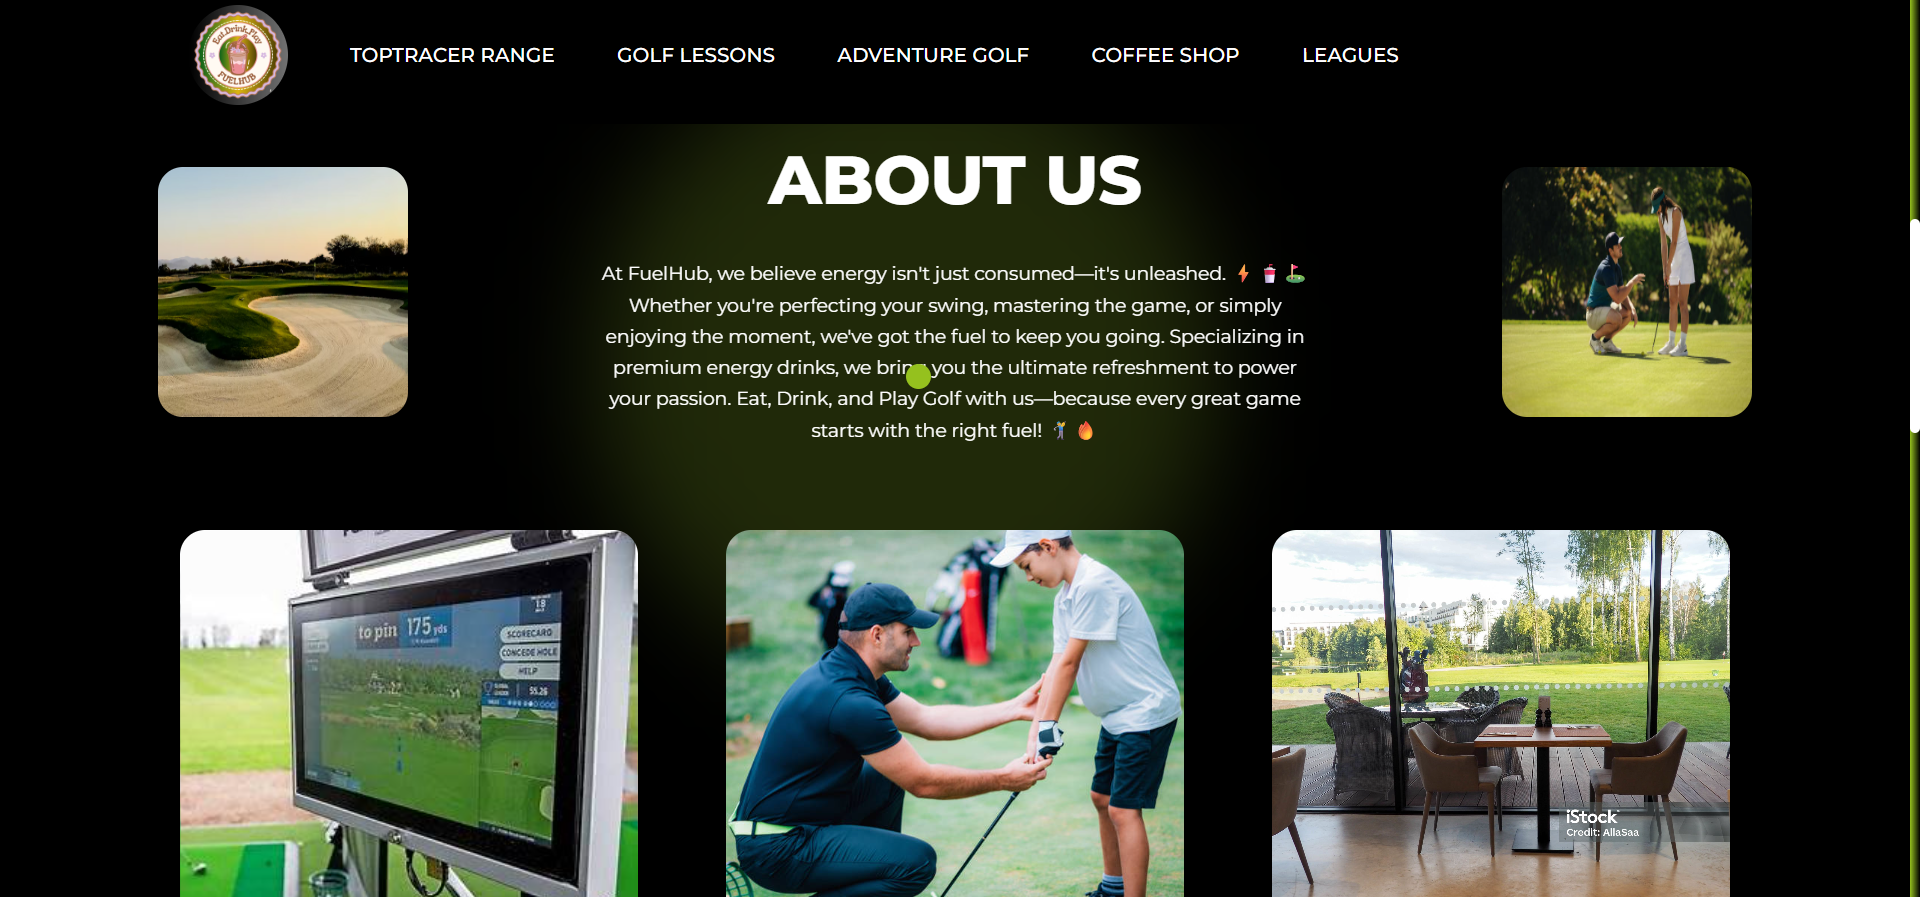 Eat,Drink,Play
FUELHUB
TOPTRACER RANGE
GOLF LESSONS
ADVENTURE GOLF
COFFEE SHOP
LEAGUES
ABOUT US
At FuelHub, we believe energy isn't just consumed—it's unleashed. ⚡ 🥤 ⛳
Whether you're perfecting your swing, mastering the game, or simply
enjoying the moment, we've got the fuel to keep you going. Specializing in
premium energy drinks, we bring you the ultimate refreshment to power
your passion. Eat, Drink, and Play Golf with us—because every great game
starts with the right fuel! 🏌️ 🔥
to pin 175 yds
1.8
SCORECARD
CONCEDE HOLE
HELP
55.26
iStock
Credit: AllaSaa